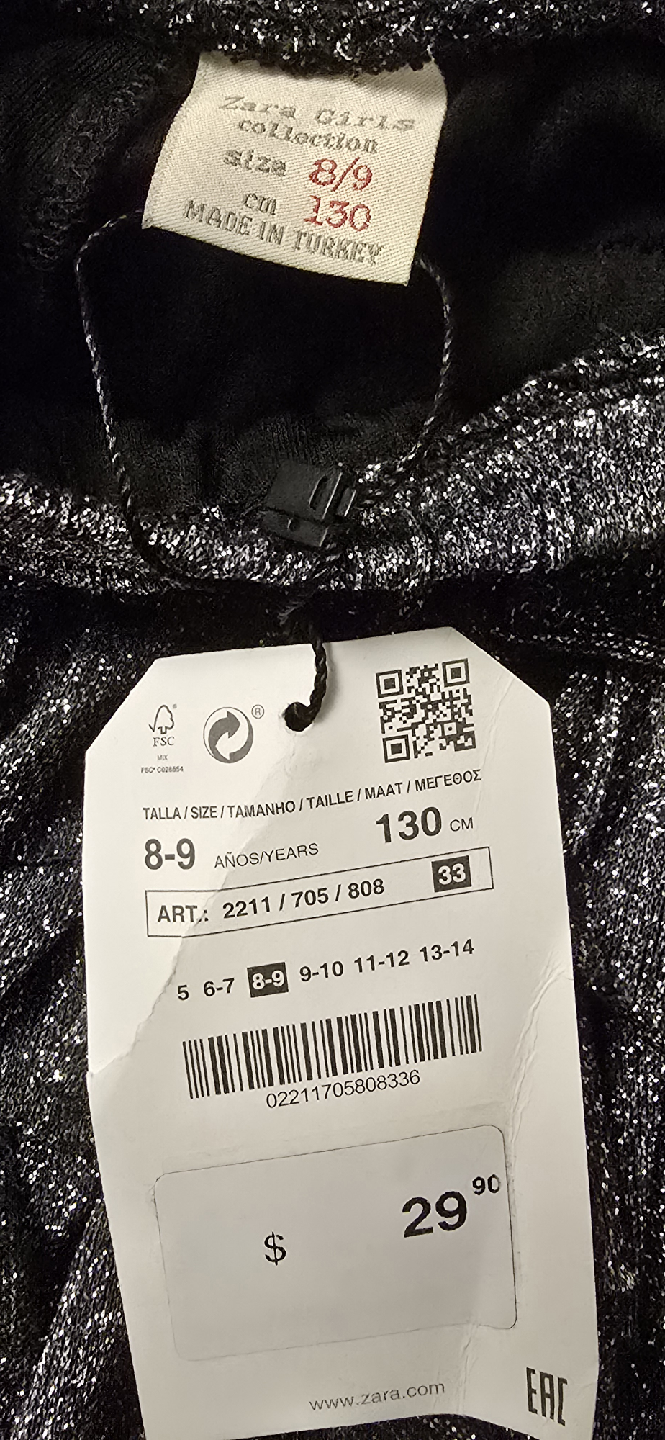 Zara Girls
collection
size 8/9
cm 130
MADE IN TURKEY
®
FSC
MIX
TALLA / SIZE / TAMANHO / TAILLE / MAAT / ΜΕΓΕΘΟΣ
8-9 AÑOS/YEARS 130 CM
ART.: 2211 / 705 / 808 33
5 6-7 8-9 9-10 11-12 13-14
02211705808336
$ 29 90
www.zara.com
EAC